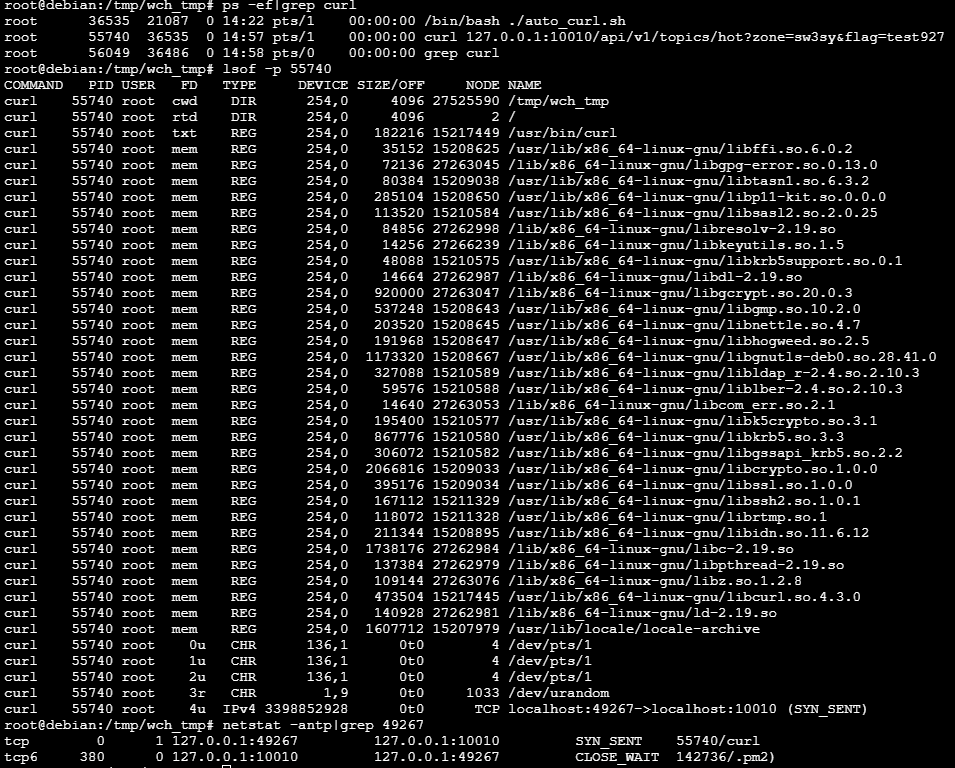 root@debian:/tmp/wch_tmp# ps -ef|grep curl
root     36535 21087  0 14:22 pts/1    00:00:00 /bin/bash ./auto_curl.sh
root     55740 36535  0 14:57 pts/1    00:00:00 curl 127.0.0.1:10010/api/v1/topics/hot?zone=sw3sy&flag=test927
root     56049 36486  0 14:58 pts/0    00:00:00 grep curl
root@debian:/tmp/wch_tmp# lsof -p 55740
COMMAND   PID USER   FD   TYPE     DEVICE SIZE/OFF     NODE NAME
curl    55740 root  cwd    DIR      254,0     4096 27525590 /tmp/wch_tmp
curl    55740 root  rtd    DIR      254,0     4096        2 /
curl    55740 root  txt    REG      254,0   182216 15217449 /usr/bin/curl
curl    55740 root  mem    REG      254,0    35152 15208625 /usr/lib/x86_64-linux-gnu/libffi.so.6.0.2
curl    55740 root  mem    REG      254,0    72136 27263045 /lib/x86_64-linux-gnu/libgpg-error.so.0.13.0
curl    55740 root  mem    REG      254,0    80384 15209038 /usr/lib/x86_64-linux-gnu/libtasn1.so.6.3.2
curl    55740 root  mem    REG      254,0   285104 15208650 /usr/lib/x86_64-linux-gnu/libp11-kit.so.0.0.0
curl    55740 root  mem    REG      254,0   113520 15210584 /usr/lib/x86_64-linux-gnu/libsasl2.so.2.0.25
curl    55740 root  mem    REG      254,0    84856 27262998 /lib/x86_64-linux-gnu/libresolv-2.19.so
curl    55740 root  mem    REG      254,0    14256 27266239 /lib/x86_64-linux-gnu/libkeyutils.so.1.5
curl    55740 root  mem    REG      254,0    48088 15210575 /usr/lib/x86_64-linux-gnu/libkrb5support.so.0.1
curl    55740 root  mem    REG      254,0    14664 27262987 /lib/x86_64-linux-gnu/libdl-2.19.so
curl    55740 root  mem    REG      254,0   920000 27263047 /lib/x86_64-linux-gnu/libgcrypt.so.20.0.3
curl    55740 root  mem    REG      254,0   537248 15208643 /usr/lib/x86_64-linux-gnu/libgmp.so.10.2.0
curl    55740 root  mem    REG      254,0   203520 15208645 /usr/lib/x86_64-linux-gnu/libnettle.so.4.7
curl    55740 root  mem    REG      254,0   191968 15208647 /usr/lib/x86_64-linux-gnu/libhogweed.so.2.5
curl    55740 root  mem    REG      254,0  1173320 15208667 /usr/lib/x86_64-linux-gnu/libgnutls-deb0.so.28.41.0
curl    55740 root  mem    REG      254,0   327088 15210589 /usr/lib/x86_64-linux-gnu/libldap_r-2.4.so.2.10.3
curl    55740 root  mem    REG      254,0    59576 15210588 /usr/lib/x86_64-linux-gnu/liblber-2.4.so.2.10.3
curl    55740 root  mem    REG      254,0    14640 27263053 /lib/x86_64-linux-gnu/libcom_err.so.2.1
curl    55740 root  mem    REG      254,0   195400 15210577 /usr/lib/x86_64-linux-gnu/libk5crypto.so.3.1
curl    55740 root  mem    REG      254,0   867776 15210580 /usr/lib/x86_64-linux-gnu/libkrb5.so.3.3
curl    55740 root  mem    REG      254,0   306072 15210582 /usr/lib/x86_64-linux-gnu/libgssapi_krb5.so.2.2
curl    55740 root  mem    REG      254,0  2066816 15209033 /usr/lib/x86_64-linux-gnu/libcrypto.so.1.0.0
curl    55740 root  mem    REG      254,0   395176 15209034 /usr/lib/x86_64-linux-gnu/libssl.so.1.0.0
curl    55740 root  mem    REG      254,0   167112 15211329 /usr/lib/x86_64-linux-gnu/libssh2.so.1.0.1
curl    55740 root  mem    REG      254,0   118072 15211328 /usr/lib/x86_64-linux-gnu/librtmp.so.1
curl    55740 root  mem    REG      254,0   211344 15208895 /usr/lib/x86_64-linux-gnu/libidn.so.11.6.12
curl    55740 root  mem    REG      254,0  1738176 27262984 /lib/x86_64-linux-gnu/libc-2.19.so
curl    55740 root  mem    REG      254,0   137384 27262979 /lib/x86_64-linux-gnu/libpthread-2.19.so
curl    55740 root  mem    REG      254,0   109144 27263076 /lib/x86_64-linux-gnu/libz.so.1.2.8
curl    55740 root  mem    REG      254,0   473504 15217445 /usr/lib/x86_64-linux-gnu/libcurl.so.4.3.0
curl    55740 root  mem    REG      254,0   140928 27262981 /lib/x86_64-linux-gnu/ld-2.19.so
curl    55740 root  mem    REG      254,0  1607712 15207979 /usr/lib/locale/locale-archive
curl    55740 root    0u   CHR      136,1      0t0        4 /dev/pts/1
curl    55740 root    1u   CHR      136,1      0t0        4 /dev/pts/1
curl    55740 root    2u   CHR      136,1      0t0        4 /dev/pts/1
curl    55740 root    3r   CHR        1,9      0t0     1033 /dev/urandom
curl    55740 root    4u  IPv4 3398852928      0t0      TCP localhost:49267->localhost:10010 (SYN_SENT)
root@debian:/tmp/wch_tmp# netstat -antp|grep 49267
tcp        0      1 127.0.0.1:49267         127.0.0.1:10010         SYN_SENT    55740/curl
tcp6     380      0 127.0.0.1:10010         127.0.0.1:49267         CLOSE_WAIT  142736/.pm2)